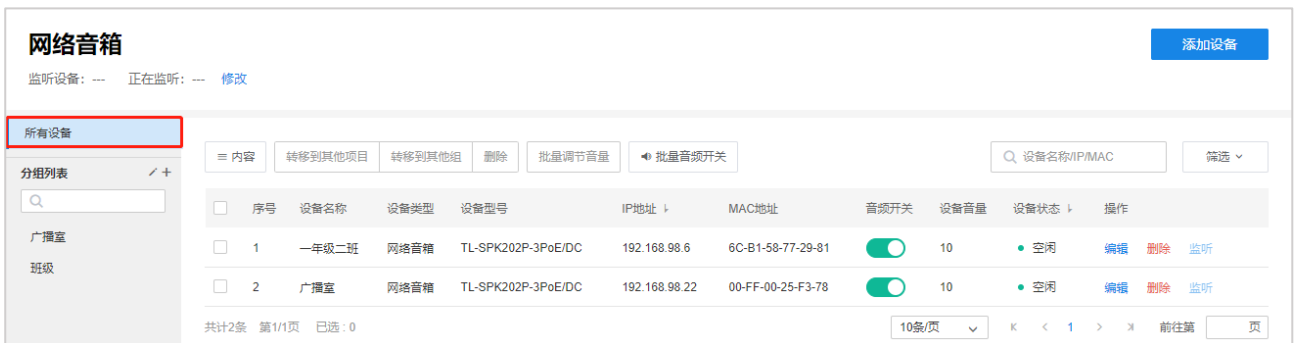 网络音箱
添加设备
监听设备: --- 正在监听: --- 修改
所有设备
分组列表
广播室
班级
内容 转移到其他项目 转移到其他组 删除 批量调节音量 批量音频开关 设备名称/IP/MAC 筛选
序号 设备名称 设备类型 设备型号 IP地址 MAC地址 音频开关 设备音量 设备状态 操作
1 一年级二班 网络音箱 TL-SPK202P-3PoE/DC 192.168.98.6 6C-B1-58-77-29-81 10 空闲 编辑 删除 监听
2 广播室 网络音箱 TL-SPK202P-3PoE/DC 192.168.98.22 00-FF-00-25-F3-78 10 空闲 编辑 删除 监听
共计2条 第1/1页 已选 : 0 10条/页 1 前往第 页